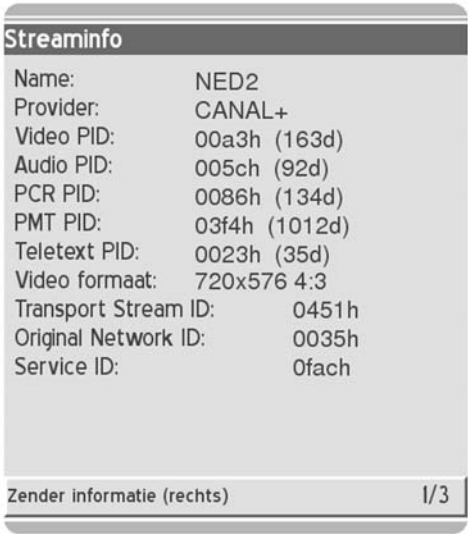 Streaminfo
Name: NED2
Provider: CANAL+
Video PID: 00a3h (163d)
Audio PID: 005ch (92d)
PCR PID: 0086h (134d)
PMT PID: 03f4h (1012d)
Teletext PID: 0023h (35d)
Video formaat: 720x576 4:3
Transport Stream ID: 0451h
Original Network ID: 0035h
Service ID: 0fach
Zender informatie (rechts) 1/3